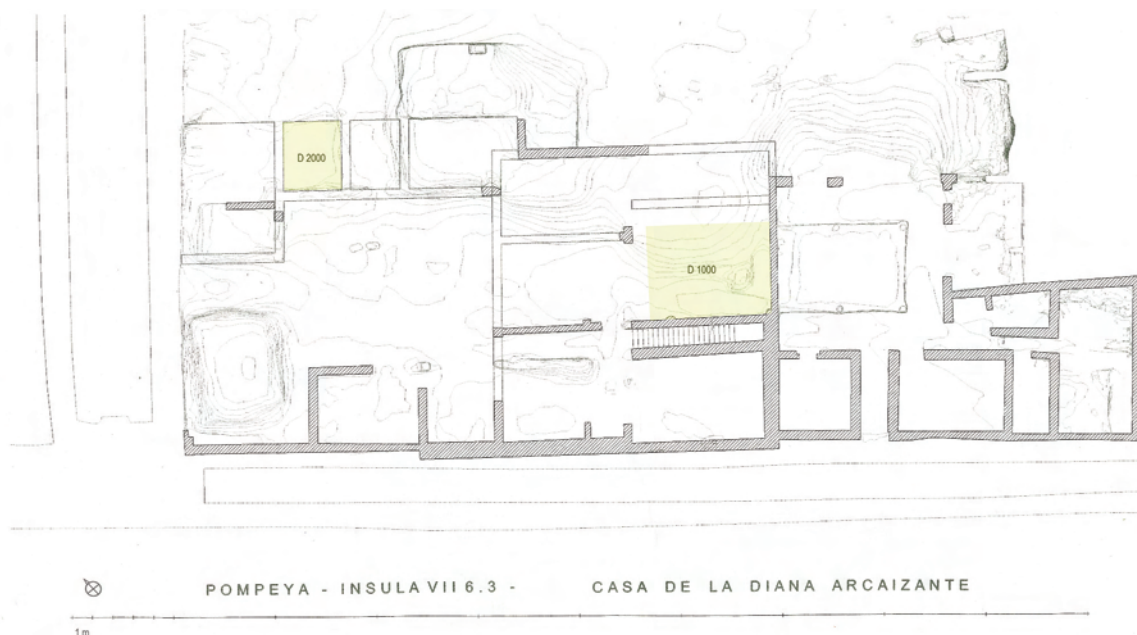 D 2000
D 1000
POMPEYA - INSULA VII 6.3 - CASA DE LA DIANA ARCAIZANTE
1 m